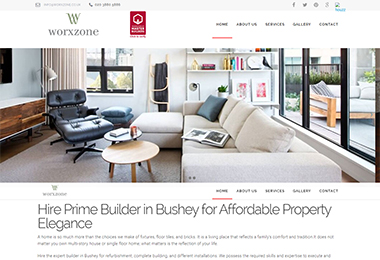 HOME ABOUT US SERVICES GALLERY CONTACT
worxzone
MASTER
BUILDERS
HOME ABOUT US SERVICES GALLERY CONTACT
worxzone
Hire Prime Builder in Bushey for Affordable Property
Elegance
A home is so much more than the choices we make of fixtures, floor tiles, and bricks. It is a living place that reflects a family's comfort and tradition.It does not
matter you own multi-story house or single floor home, what matters is the reflection of your life.
Hire the expert builder in Bushey for refurbishment, complete building, and different installations. We possess the required skills and expertise to execute and